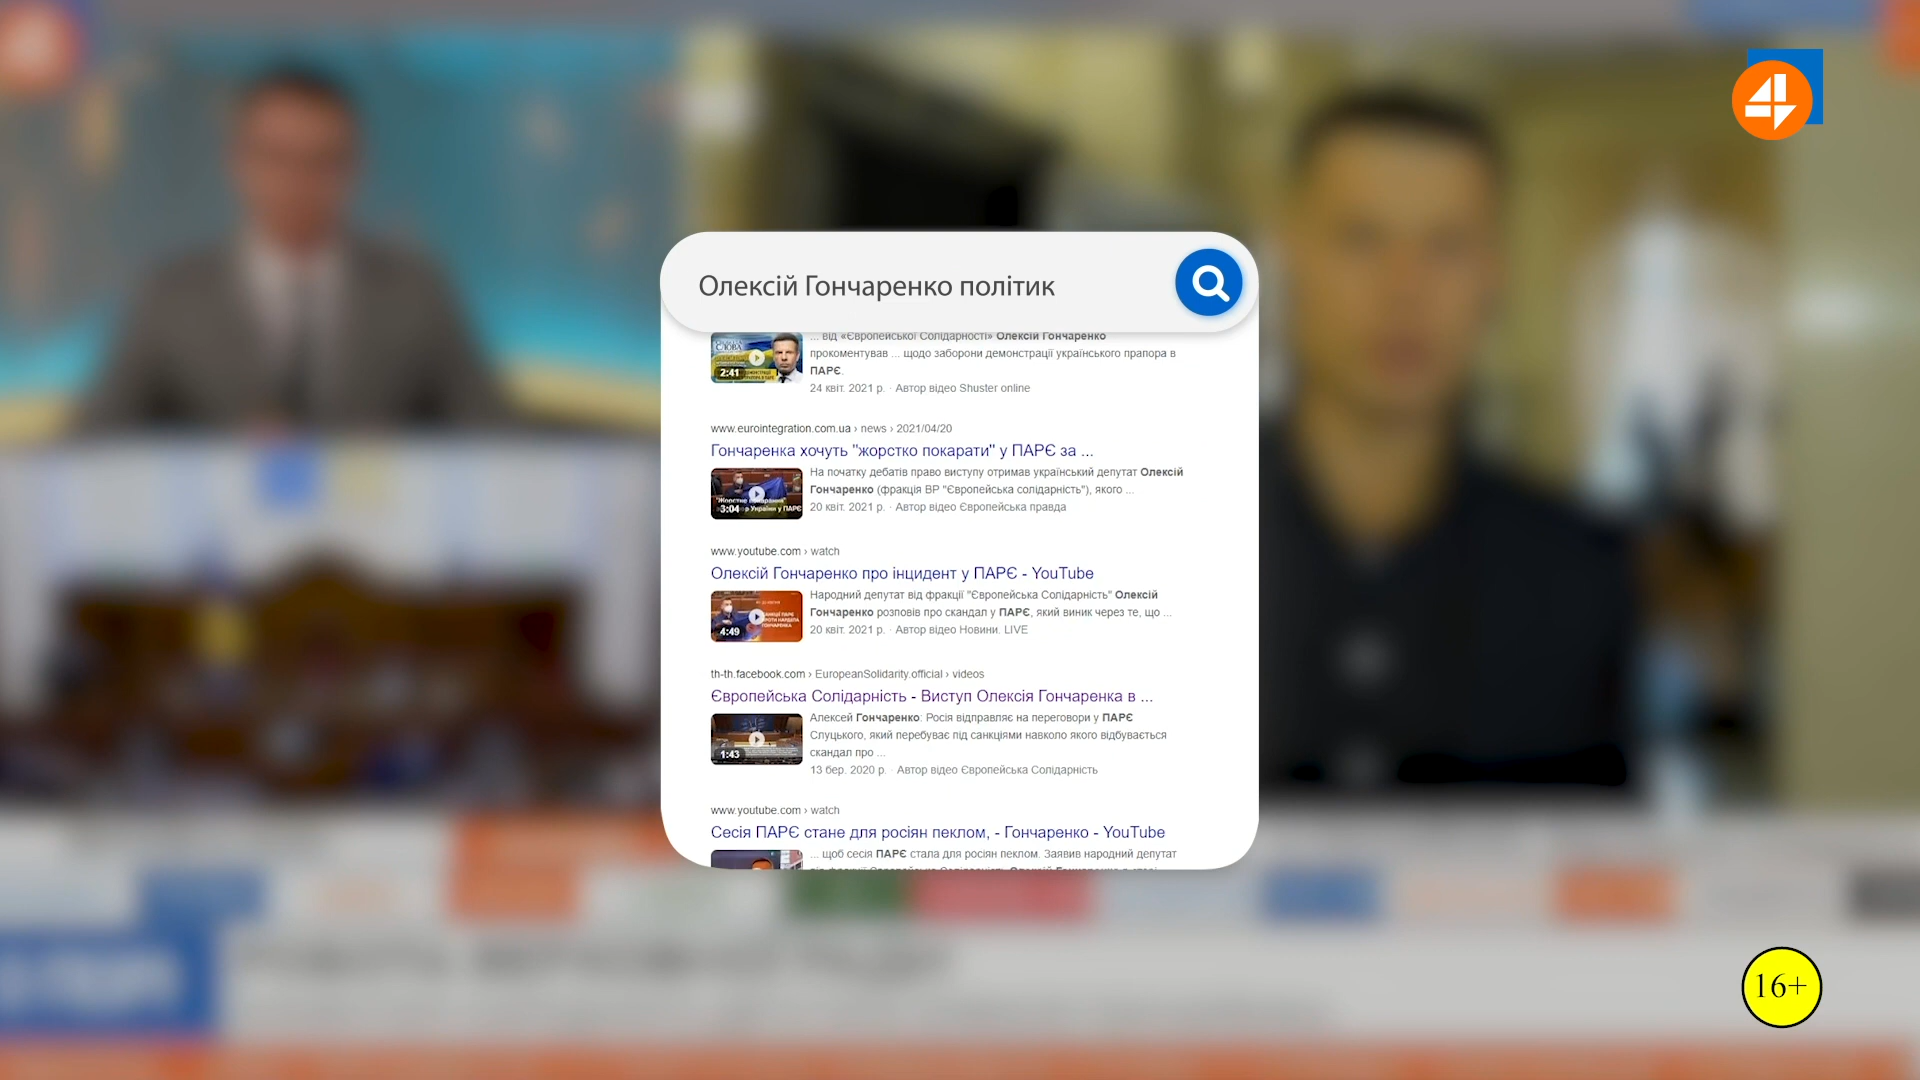 Олексій Гончаренко політик
... від «Європейської Солідарності» Олексій Гончаренко
прокоментував ... щодо заборони демонстрації українського прапора в
ПАРЄ.
2:41
24 квіт. 2021 р. · Автор відео Shuster online
www.eurointegration.com.ua › news › 2021/04/20
Гончаренка хочуть "жорстко покарати" у ПАРЄ за ...
На початку дебатів право виступу отримав український депутат Олексій
Гончаренко (фракція ВР "Європейська солідарність"), якого ...
3:04
20 квіт. 2021 р. · Автор відео Європейська правда
www.youtube.com › watch
Олексій Гончаренко про інцидент у ПАРЄ - YouTube
Народний депутат від фракції "Європейська Солідарність" Олексій
Гончаренко розповів про скандал у ПАРЄ, який виник через те, що ...
4:49
20 квіт. 2021 р. · Автор відео Новини. LIVE
th-th.facebook.com › EuropeanSolidarity.official › videos
Європейська Солідарність - Виступ Олексія Гончаренка в ...
Алексей Гончаренко: Росія відправляє на переговори у ПАРЄ
Слуцького, який перебуває під санкціями навколо якого відбувається
скандал про ...
1:43
13 бер. 2020 р. · Автор відео Європейська Солідарність
www.youtube.com › watch
Сесія ПАРЄ стане для росіян пеклом, - Гончаренко - YouTube
... щоб сесія ПАРЄ стала для росіян пеклом. Заявив народний депутат
4
16+